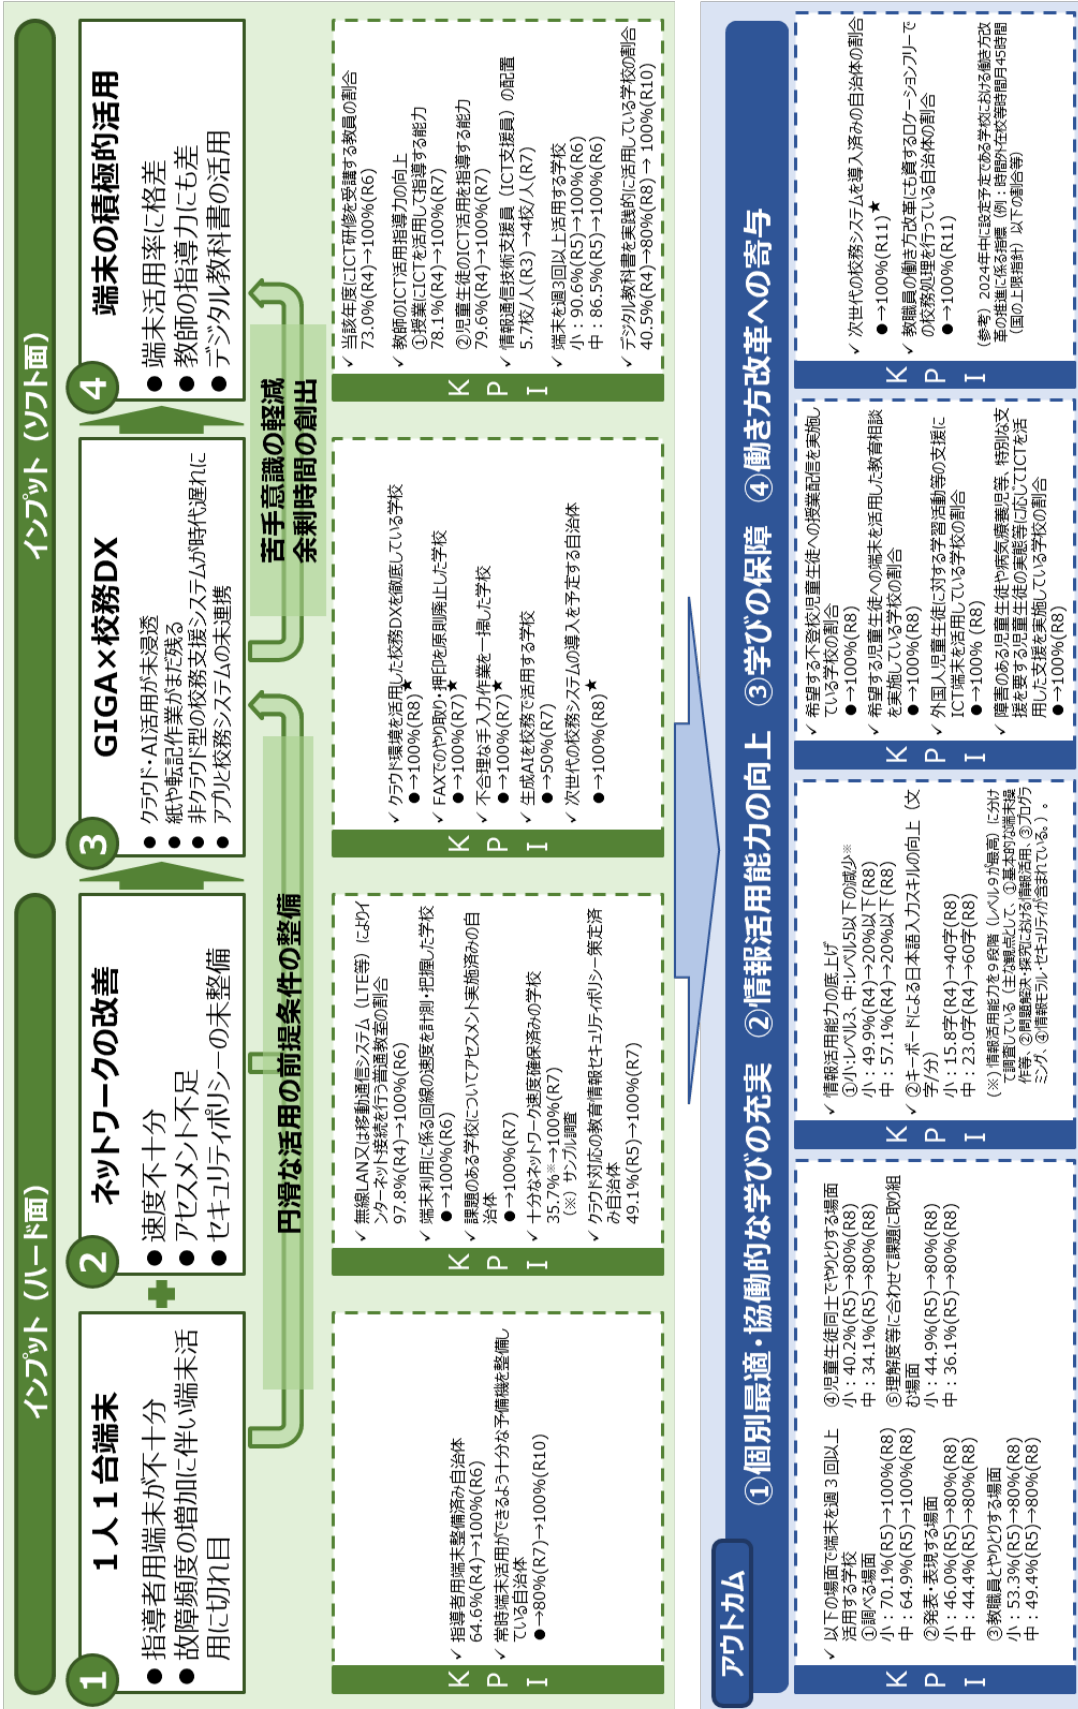 インプット（ハード面）
1
１人１台端末
● 指導者用端末が不十分
● 故障頻度の増加に伴い端末活
用に切れ目
2
ネットワークの改善
● 速度不十分
● アセスメント不足
● セキュリティポリシーの未整備
インプット（ソフト面）
3
GIGA×校務DX
● クラウド・AI活用が未浸透
● 紙や転記作業がまだ残る
● 非クラウド型の校務支援システムが時代遅れに
● アプリと校務システムの未連携
4
端末の積極的活用
● 端末活用率に格差
● 教師の指導力にも差
● デジタル教科書の活用
円滑な活用の前提条件の整備
苦手意識の軽減
余剰時間の創出
KPI
✓ 指導者用端末整備済み自治体
64.6%(R4)→100%(R6)
✓ 常時端末活用ができるよう十分な予備機を整備し
ている自治体
●→80%(R7)→100%(R10)
KPI
✓ 無線LAN又は移動通信システム（LTE等）によりイ
ンターネット接続を行う普通教室の割合
97.8%(R4)→100%(R6)
✓ 端末利用に係る回線の速度を計測・把握した学校
●→100%(R6)
✓ 課題のある学校についてアセスメント実施済みの自
治体
●→100%(R7)
✓ 十分なネットワーク速度確保済みの学校
35.7%※→100%(R7)
（※）サンプル調査
✓ クラウド対応の教育情報セキュリティポリシー策定済
み自治体
49.1%(R5)→100%(R7)
KPI
✓ クラウド環境を活用した校務DXを徹底している学校
●→100%(R8)★
✓ FAXでのやり取り・押印を原則廃止した学校
●→100%(R7)★
✓ 不合理な手入力作業を一掃した学校
●→100%(R7)★
✓ 生成AIを校務で活用する学校
●→50%(R7)
✓ 次世代の校務システムの導入を予定する自治体
●→100%(R8)★
KPI
✓ 当該年度にICT研修を受講する教員の割合
73.0%(R4)→100%(R6)
✓ 教師のICT活用指導力の向上
①授業にICTを活用して指導する能力
78.1%(R4)→100%(R7)
②児童生徒のICT活用を指導する能力
79.6%(R4)→100%(R7)
✓ 情報通信技術支援員（ICT支援員）の配置
5.7校/人(R3) →4校/人(R7)
✓ 端末を週3回以上活用する学校
小：90.6%(R5)→100%(R6)
中：86.5%(R5)→100%(R6)
✓ デジタル教科書を実践的に活用している学校の割合
40.5%(R4)→80%(R8) → 100%(R10)
アウトカム
①個別最適・協働的な学びの充実 ②情報活用能力の向上 ③学びの保障 ④働き方改革への寄与
KPI
✓ 以下の場面で端末を週３回以上
活用する学校
①調べる場面
小：70.1%(R5)→100%(R8)
中：64.9%(R5)→100%(R8)
②発表・表現する場面
小：46.0%(R5)→80%(R8)
中：44.4%(R5)→80%(R8)
③教職員とやりとりする場面
小：53.3%(R5)→80%(R8)
中：49.4%(R5)→80%(R8)
④児童生徒同士でやりとりする場面
小：40.2%(R5)→80%(R8)
中：34.1%(R5)→80%(R8)
⑤理解度等に合わせて課題に取り組
む場面
小：44.9%(R5)→80%(R8)
中：36.1%(R5)→80%(R8)
KPI
✓ 情報活用能力の底上げ
①小:レベル3、中:レベル5以下の減少※
小：49.9%(R4)→20%以下(R8)
中：57.1%(R4)→20%以下(R8)
✓ ②キーボードによる日本語入力スキルの向上（文
字/分）
小：15.8字(R4)→40字(R8)
中：23.0字(R4)→60字(R8)
（※）情報活用能力を９段階（レベル９が最高）に分け
て調査している（主な観点として、①基本的な端末操
作等、②問題解決・探究における情報活用、③プログラ
ミング、④情報モラル・セキュリティが含まれている。）。
KPI
✓ 希望する不登校児童生徒への授業配信を実施し
ている学校の割合
●→100%(R8)
✓ 希望する児童生徒への端末を活用した教育相談
を実施している学校の割合
●→100%(R8)
✓ 外国人児童生徒に対する学習活動等の支援に
ICT端末を活用している学校の割合
●→100% (R8)
✓ 障害のある児童生徒や病気療養児等、特別な支
援を要する児童生徒の実態等に応じてICTを活
用した支援を実施している学校の割合
●→100%(R8)
KPI
✓ 次世代の校務システムを導入済みの自治体の割合
●→100%(R11)★
✓ 教職員の働き方改革にも資するロケーションフリーで
の校務処理を行っている自治体の割合
●→100%(R11)
（参考）2024年中に設定予定である学校における働き方改
革の推進に係る指標（例：時間外在校等時間月45時間
（国の上限指針）以下の割合等）